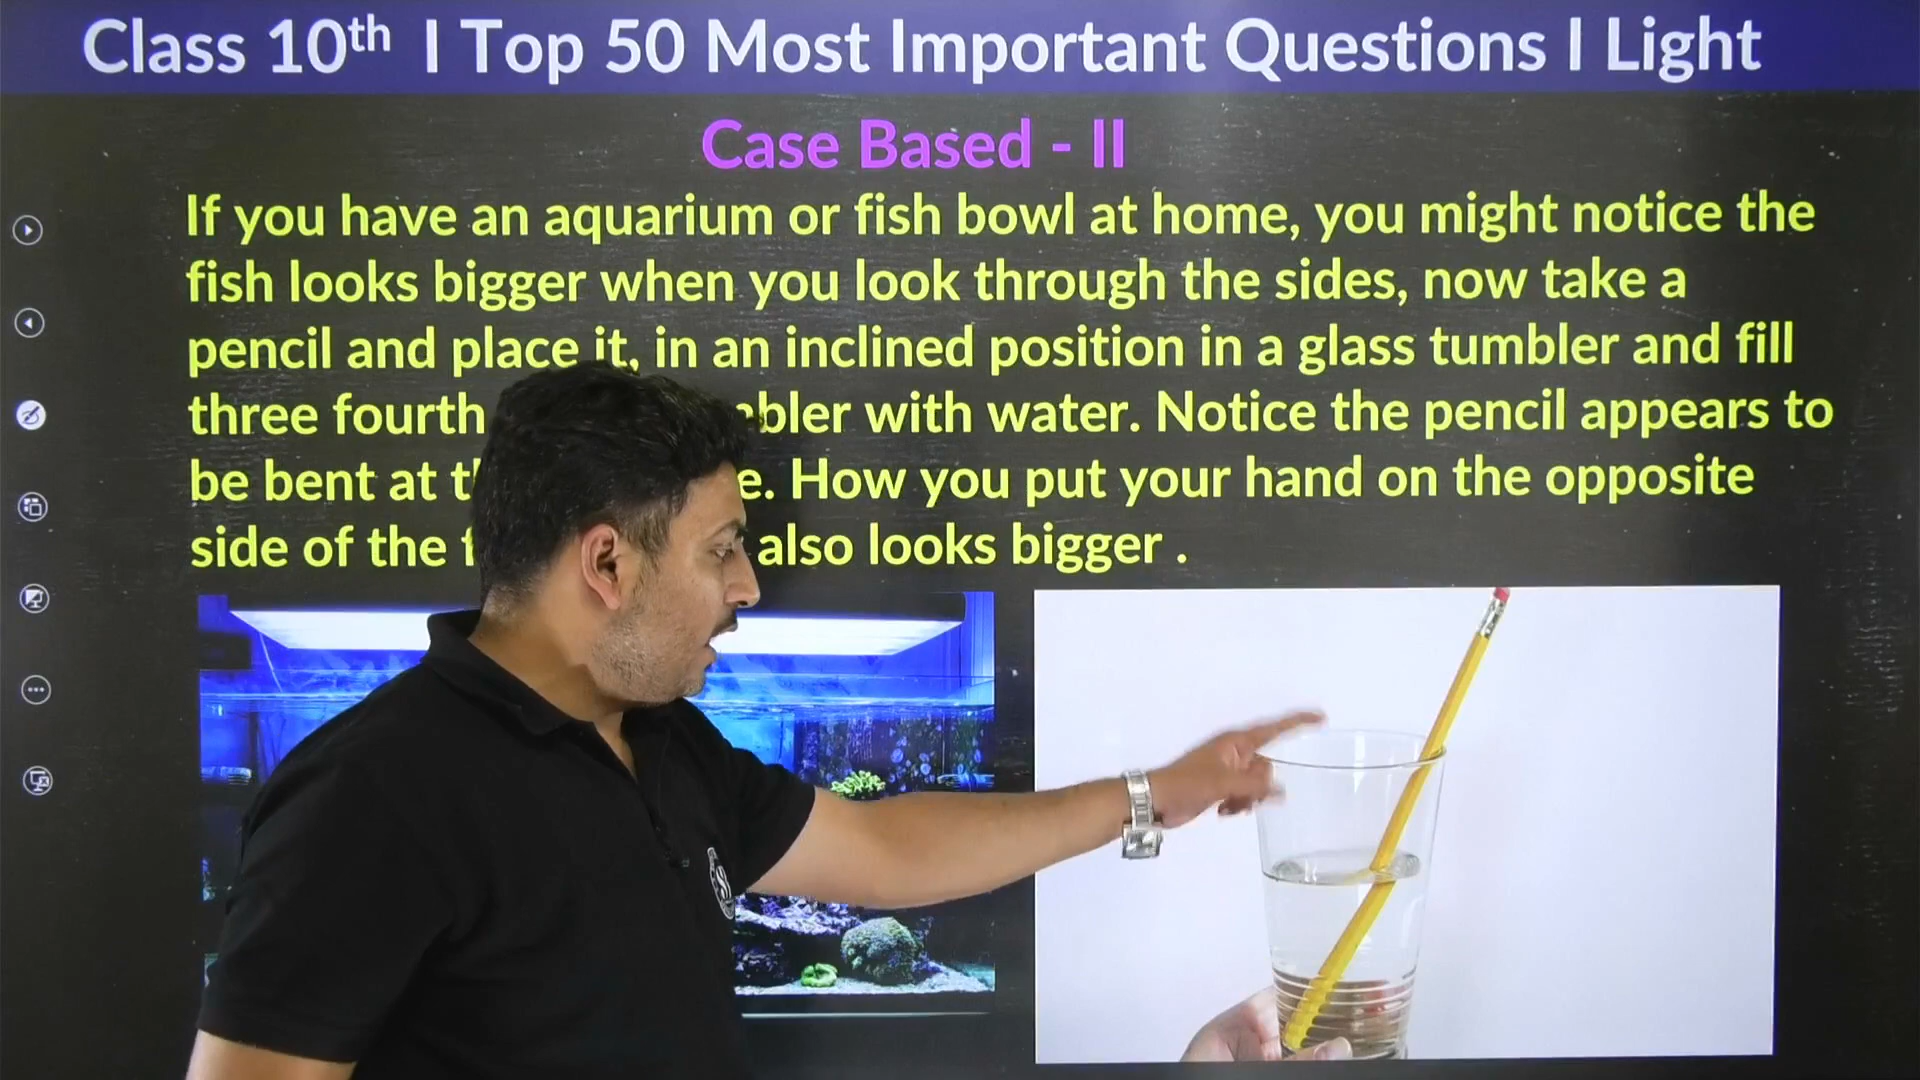 Class 10th I Top 50 Most Important Questions I Light
Case Based - II
If you have an aquarium or fish bowl at home, you might notice the
fish looks bigger when you look through the sides, now take a
pencil and place it, in an inclined position in a glass tumbler and fill
three fourth with water. Notice the pencil appears to
be bent at How you put your hand on the opposite
side of the also looks bigger .